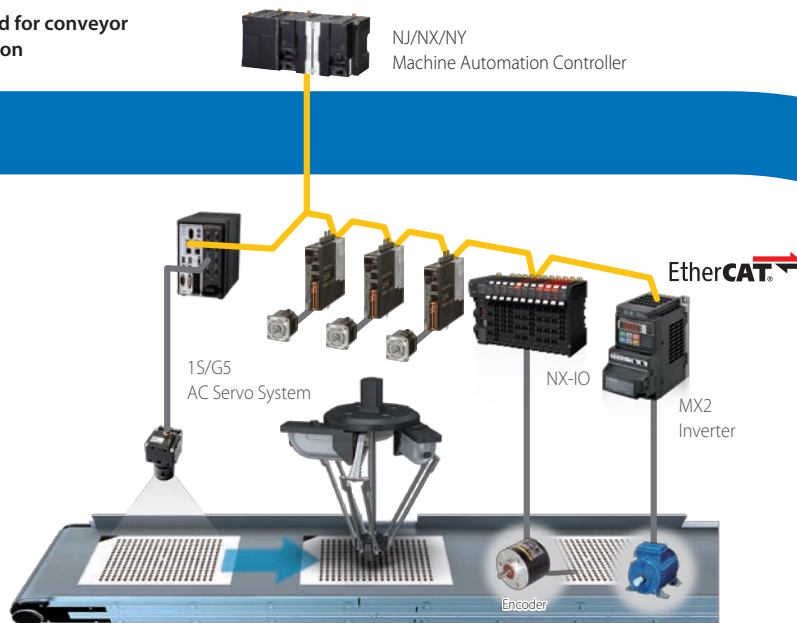 d for conveyor
on
NJ/NX/NY
Machine Automation Controller
EtherCAT®
1S/G5
AC Servo System
NX-IO
MX2
Inverter
Encoder